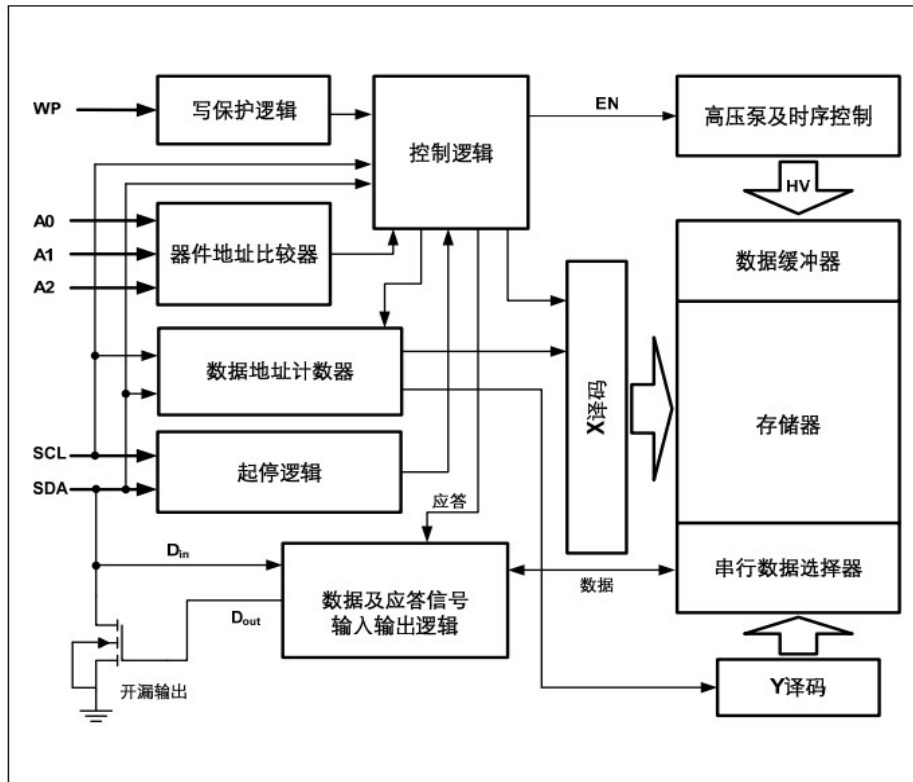 WP
写保护逻辑
控制逻辑
EN
高压泵及时序控制
HV
A0
A1
A2
器件地址比较器
数据缓冲器
数据地址计数器
X译码
存储器
SCL
SDA
起停逻辑
应答
Din
Dout
数据及应答信号
输入输出逻辑
数据
串行数据选择器
开漏输出
Y译码